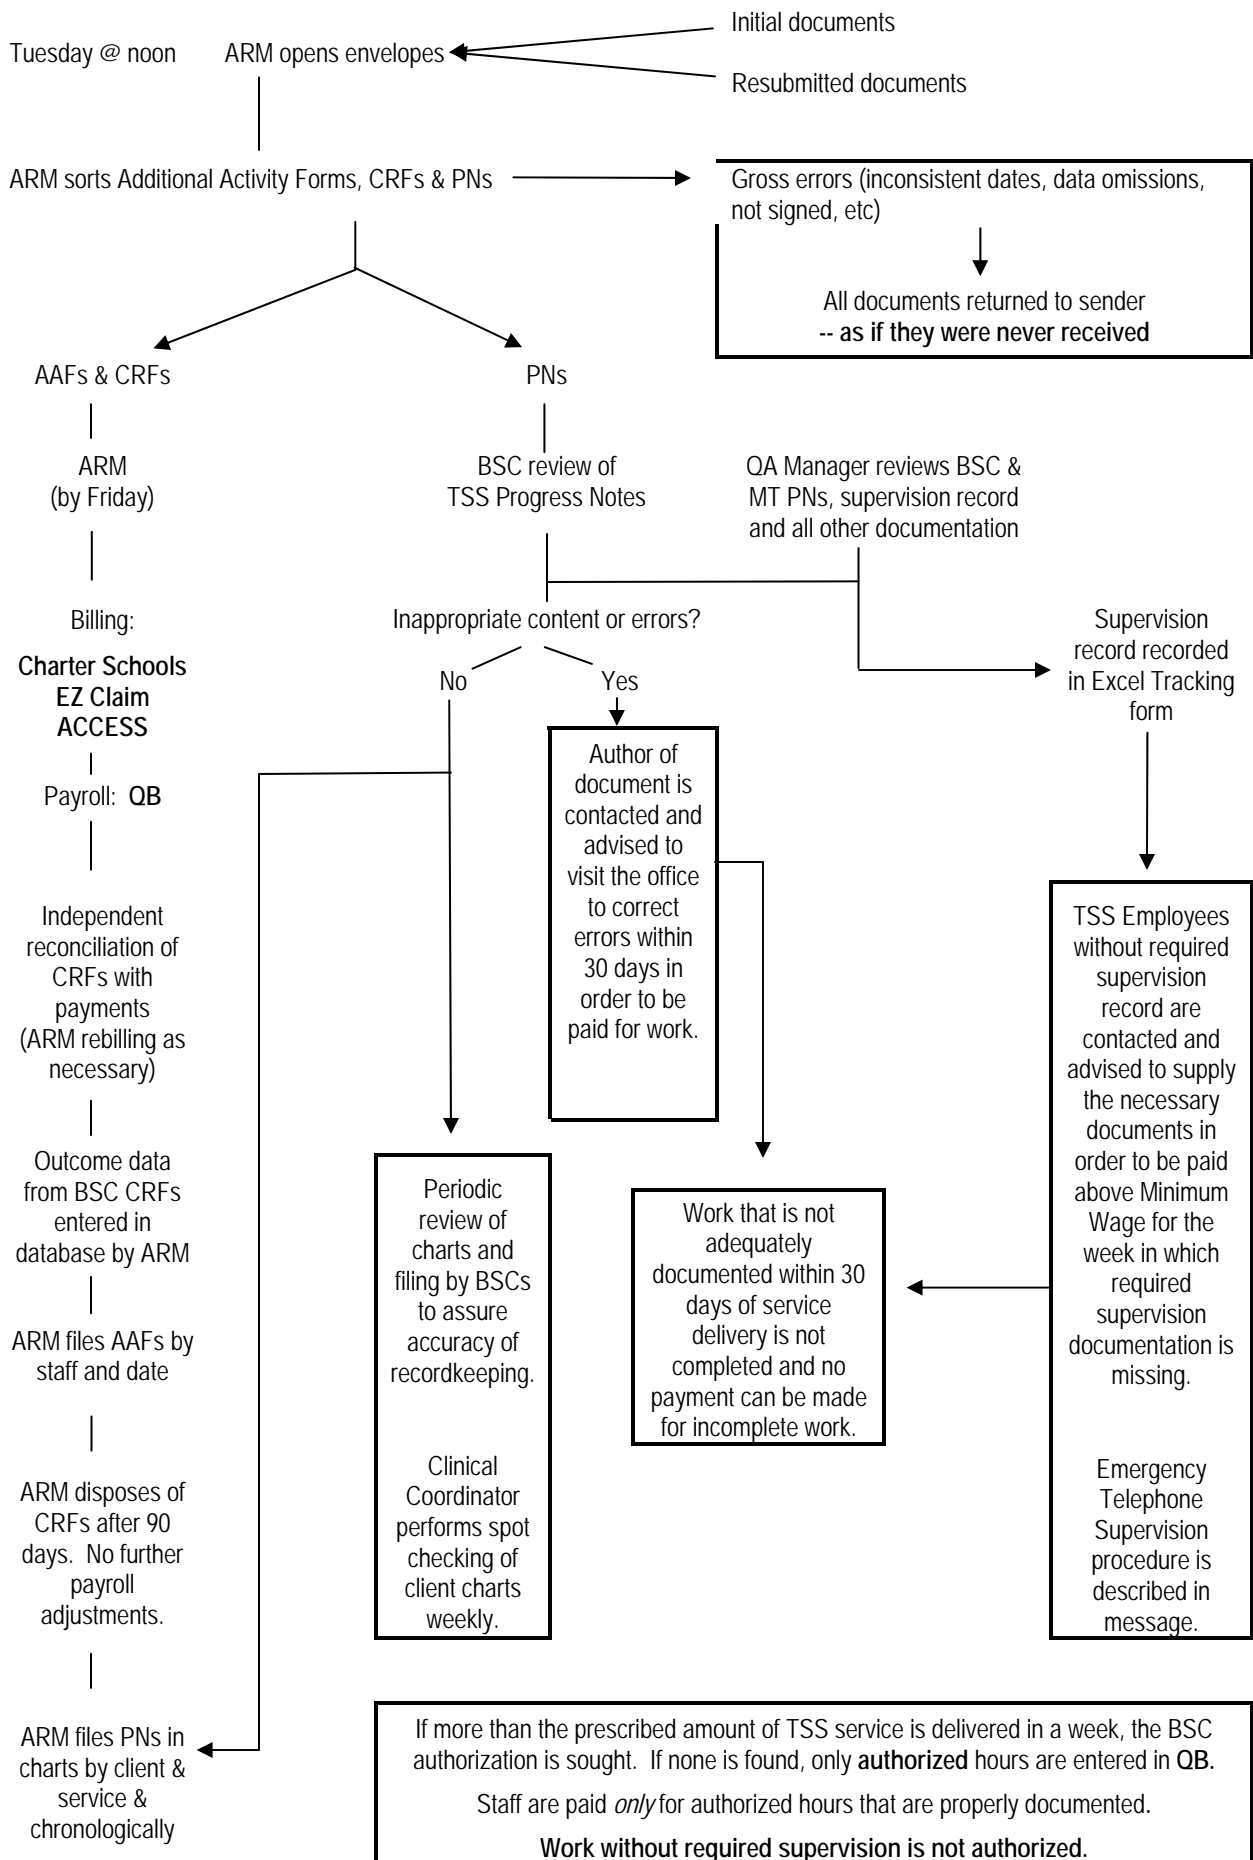 Initial documents
Tuesday @ noon
ARM opens envelopes
Resubmitted documents
ARM sorts Additional Activity Forms, CRFs & PNs
Gross errors (inconsistent dates, data omissions,
not signed, etc)
All documents returned to sender
-- as if they were never received
AAFs & CRFs
PNs
ARM
(by Friday)
BSC review of
TSS Progress Notes
QA Manager reviews BSC &
MT PNs, supervision record
and all other documentation
Billing:
Charter Schools
EZ Claim
ACCESS
Payroll: QB
Inappropriate content or errors?
No
Yes
Supervision
record recorded
in Excel Tracking
form
Author of
document is
contacted and
advised to
visit the office
to correct
errors within
30 days in
order to be
paid for work.
Independent
reconciliation of
CRFs with
payments
(ARM rebilling as
necessary)
Outcome data
from BSC CRFs
entered in
database by ARM
ARM files AAFs by
staff and date
ARM disposes of
CRFs after 90
days. No further
payroll
adjustments.
ARM files PNs in
charts by client &
service &
chronologically
Periodic
review of
charts and
filing by BSCs
to assure
accuracy of
recordkeeping.
Clinical
Coordinator
performs spot
checking of
client charts
weekly.
Work that is not
adequately
documented within 30
days of service
delivery is not
completed and no
payment can be made
for incomplete work.
TSS Employees
without required
supervision
record are
contacted and
advised to supply
the necessary
documents in
order to be paid
above Minimum
Wage for the
week in which
required
supervision
documentation is
missing.
Emergency
Telephone
Supervision
procedure is
described in
message.
If more than the prescribed amount of TSS service is delivered in a week, the BSC
authorization is sought. If none is found, only authorized hours are entered in QB.
Staff are paid only for authorized hours that are properly documented.
Work without required supervision is not authorized.